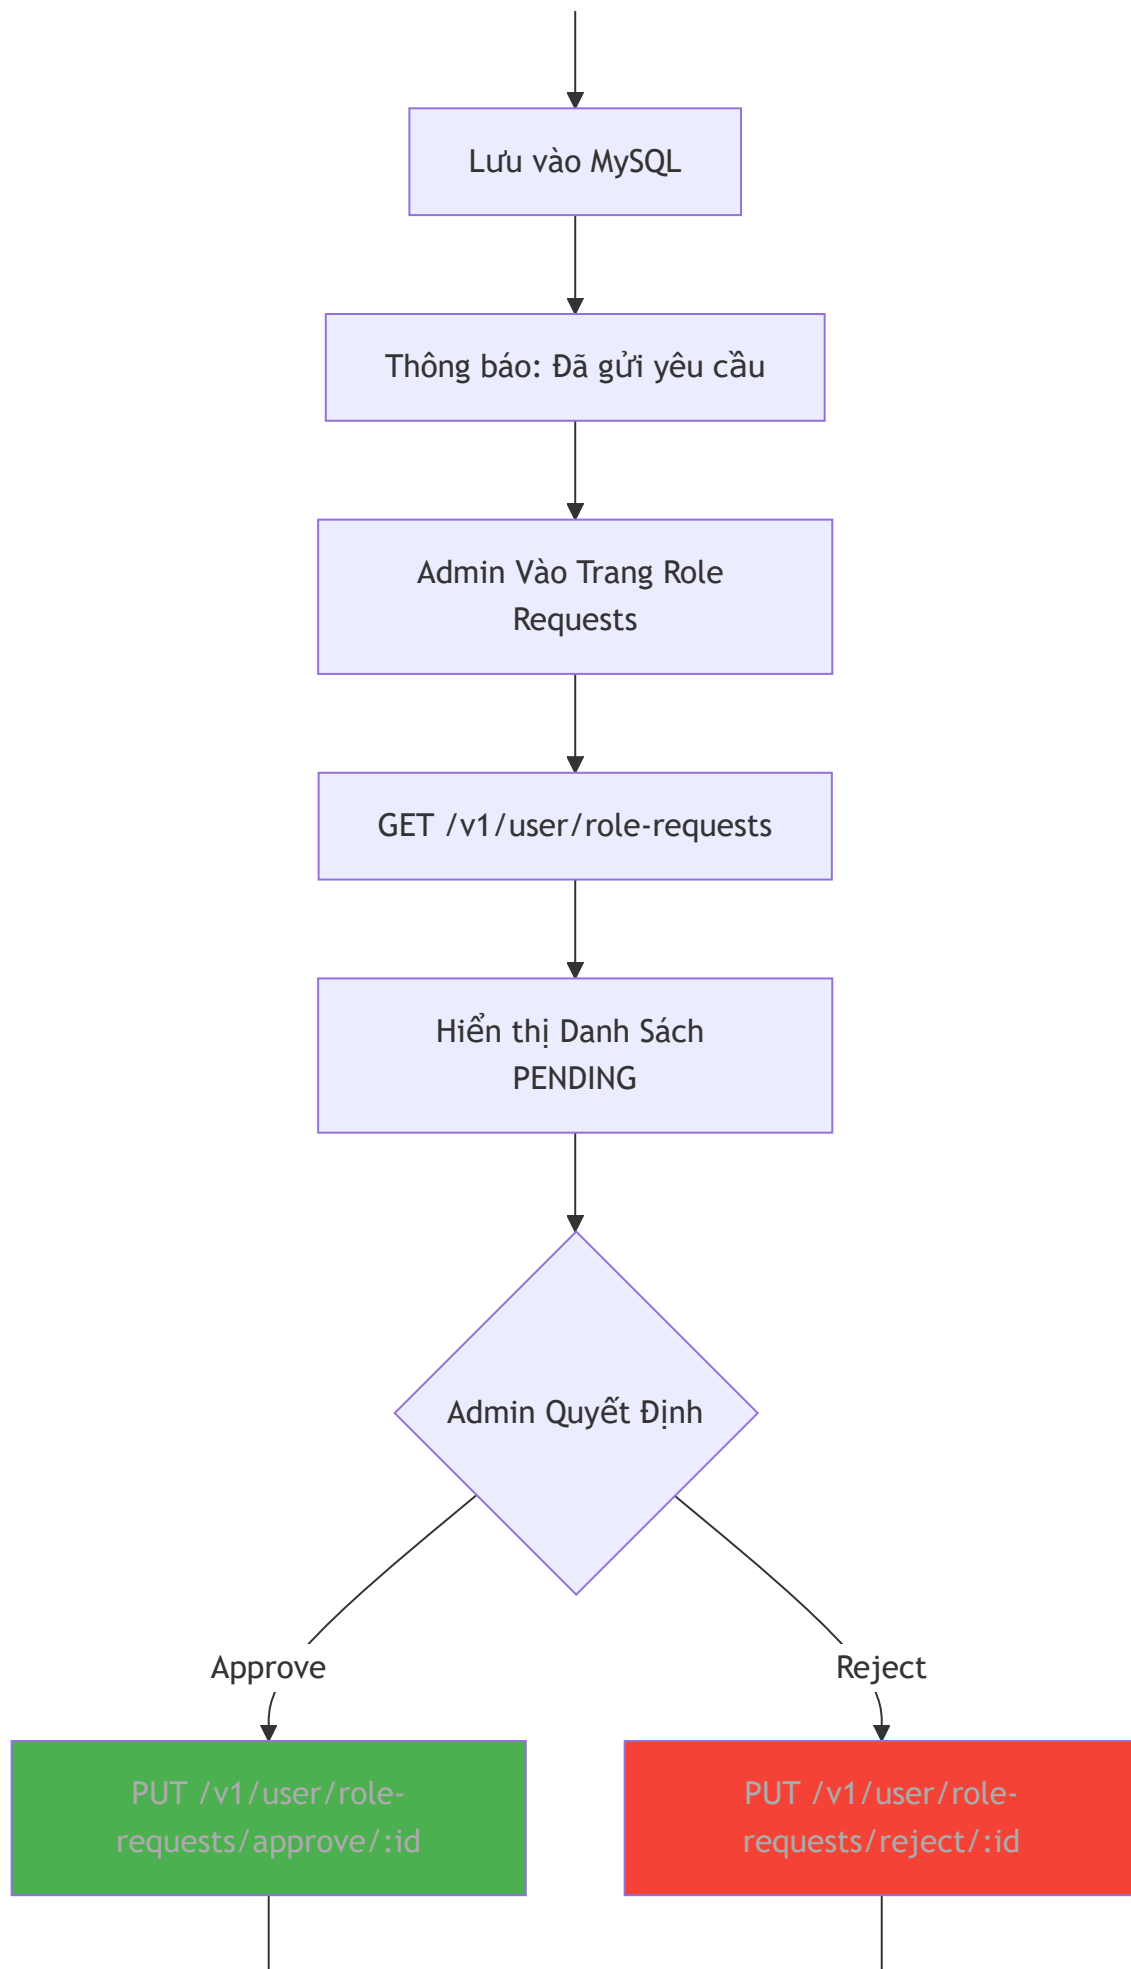 Lưu vào MySQL
Thông báo: Đã gửi yêu cầu
Admin Vào Trang Role
Requests
GET /v1/user/role-requests
Hiển thị Danh Sách
PENDING
Admin Quyết Định
Approve
Reject
PUT /v1/user/role-
requests/approve/:id
PUT /v1/user/role-
requests/reject/:id